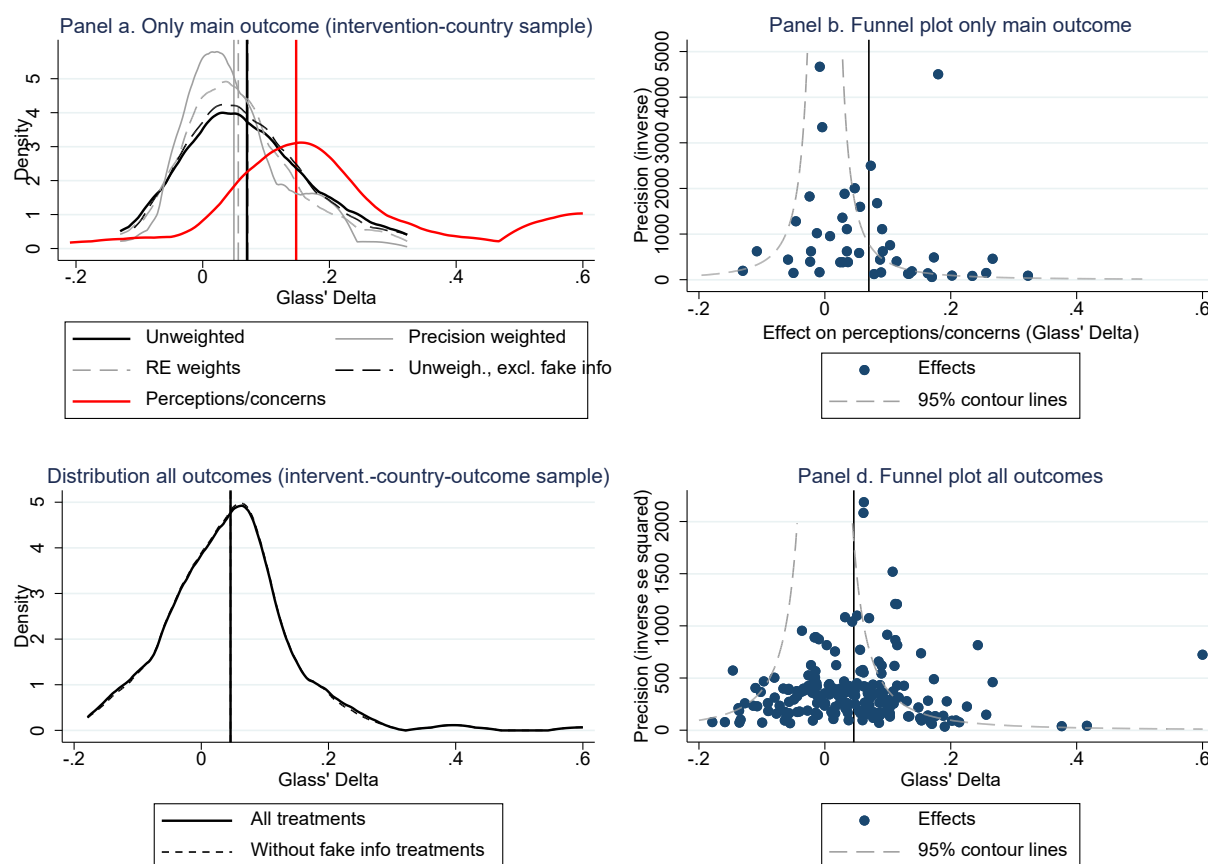 Panel a. Only main outcome (intervention-country sample)
Density
0 1 2 3 4 5
-.2 0 .2 .4 .6
Glass' Delta
Unweighted
Precision weighted
RE weights
Unweigh., excl. fake info
Perceptions/concerns
Panel b. Funnel plot only main outcome
Precision (inverse)
0 1000 2000 3000 4000 5000
-.2 0 .2 .4 .6
Effect on perceptions/concerns (Glass' Delta)
Effects
95% contour lines
Distribution all outcomes (intervent.-country-outcome sample)
Density
0 1 2 3 4 5
-.2 0 .2 .4 .6
Glass' Delta
All treatments
Without fake info treatments
Panel d. Funnel plot all outcomes
Precision (inverse se squared)
0 500 1000 1500 2000
-.2 0 .2 .4 .6
Glass' Delta
Effects
95% contour lines